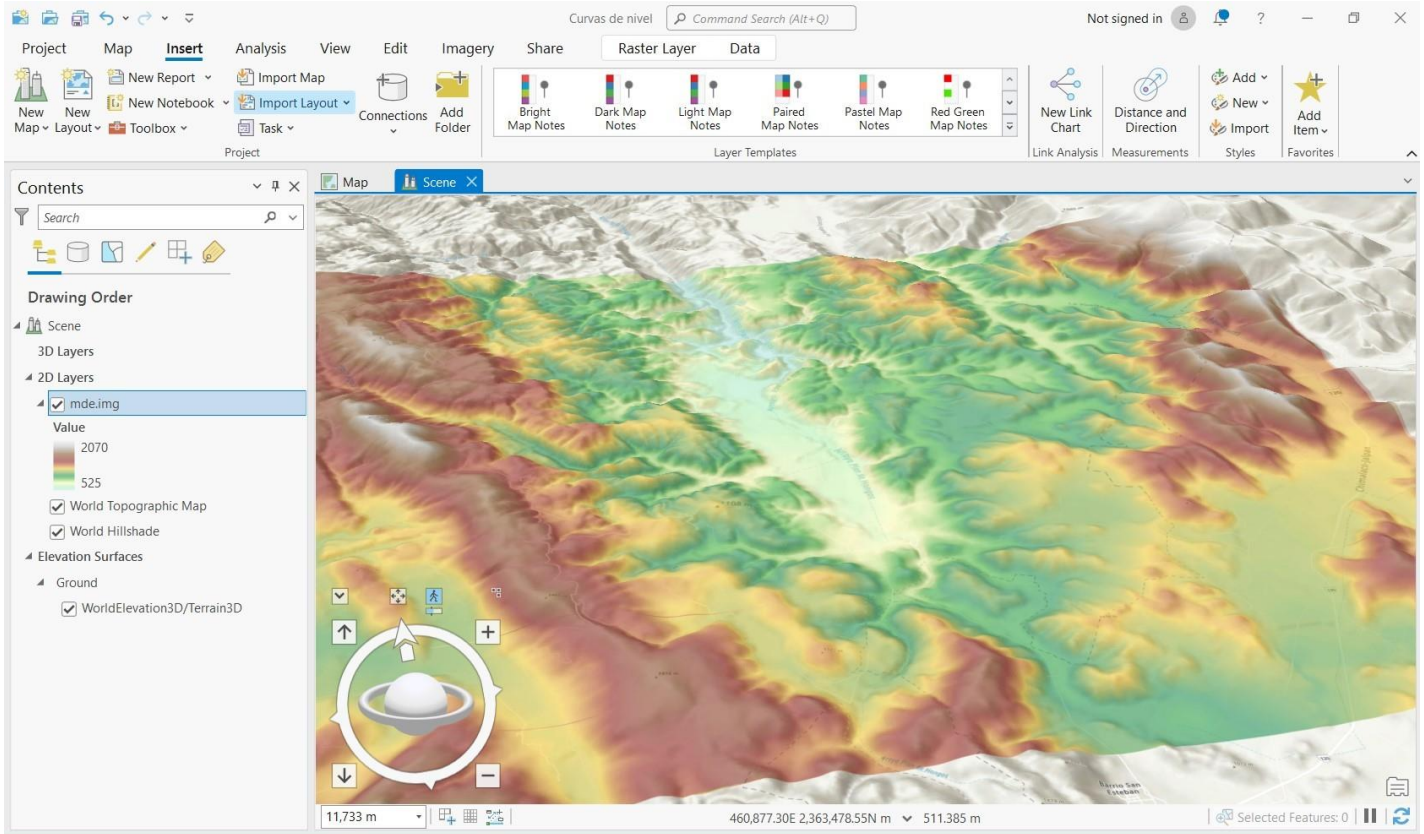 Curvas de nivel
Command Search (Alt+Q)
Not signed in
?
Project Map Insert Analysis View Edit Imagery Share Raster Layer Data
New Map
New Layout
New Report
New Notebook
Toolbox
Import Map
Import Layout
Task
Connections
Add Folder
Project
Bright Map Notes
Dark Map Notes
Light Map Notes
Paired Map Notes
Pastel Map Notes
Red Green Map Notes
Layer Templates
New Link Chart
Link Analysis
Distance and Direction
Measurements
Add
New
Import
Styles
Add Item
Favorites
Contents
Search
Drawing Order
Scene
3D Layers
2D Layers
mde.img
Value
2070
525
World Topographic Map
World Hillshade
Elevation Surfaces
Ground
WorldElevation3D/Terrain3D
Map
Scene
11,733 m
460,877.30E 2,363,478.55N m
511.385 m
Selected Features: 0